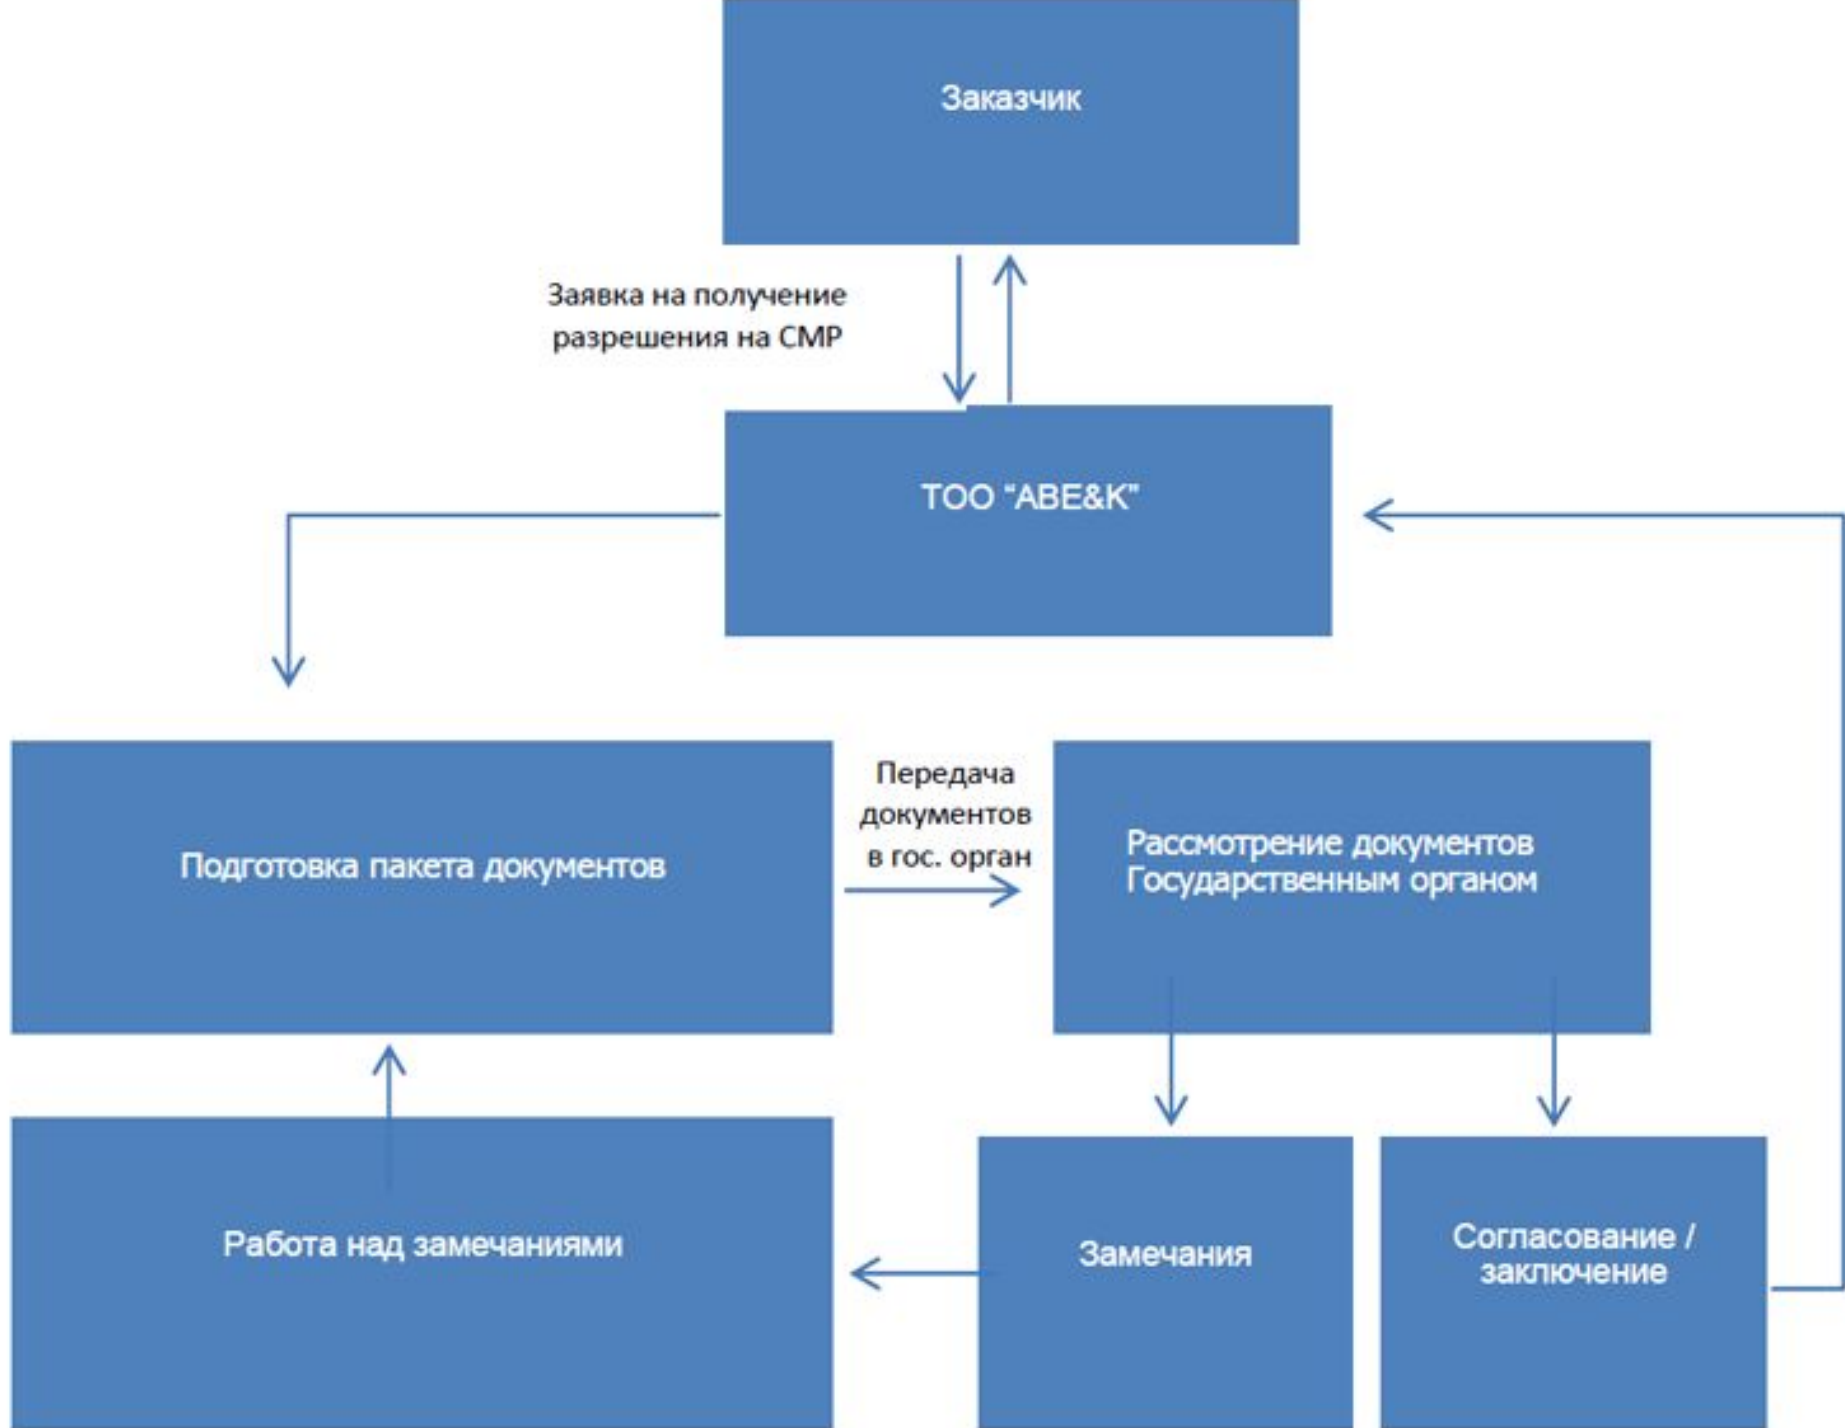 Заказчик
Заявка на получение
разрешения на СМР
ТОО “ABE&K”
Подготовка пакета документов
Передача
документов
в гос. орган
Рассмотрение документов
Государственным органом
Работа над замечаниями
Замечания
Согласование /
заключение